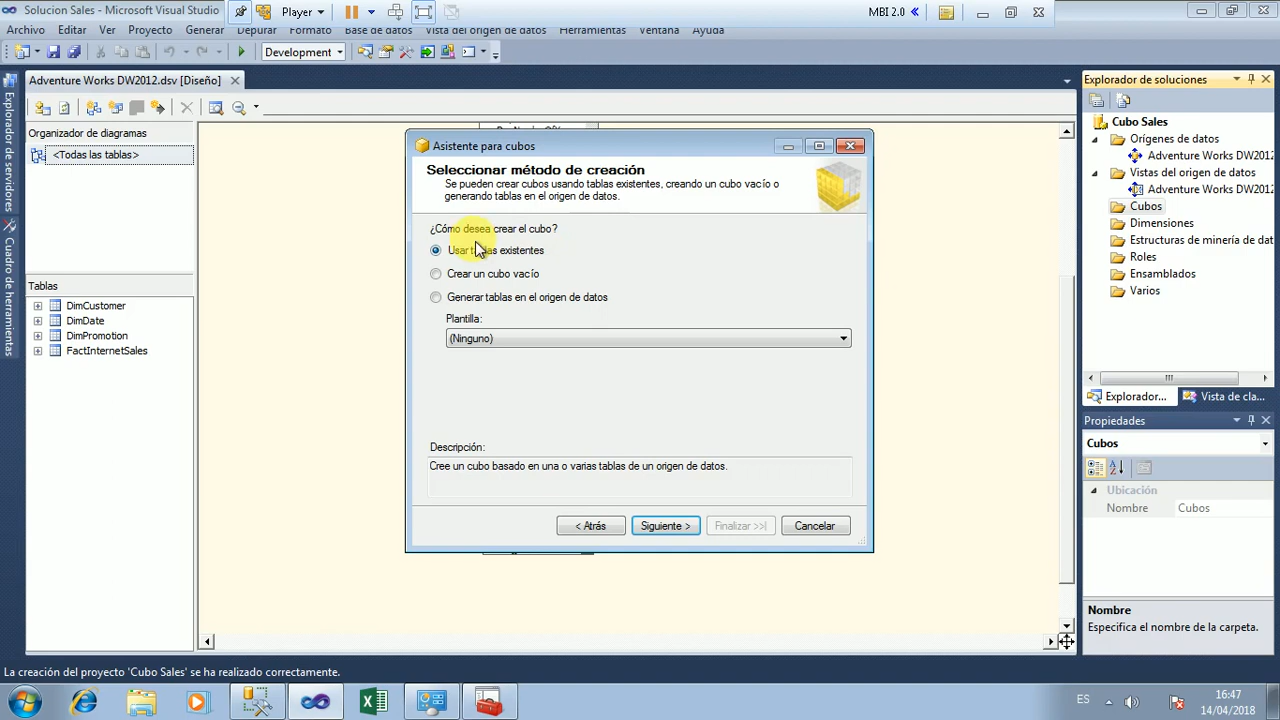 Solucion Sales - Microsoft Visual Studio
Player
MBI 2.0
Archivo Editar Ver Proyecto Generar Depurar Formato Base de datos Vista del origen de datos Herramientas Ventana Ayuda
Development
Adventure Works DW2012.dsv [Diseño]
Explorador de servidores
Cuadro de herramientas
Organizador de diagramas
<Todas las tablas>
Tablas
DimCustomer
DimDate
DimPromotion
FactInternetSales
Asistente para cubos
Seleccionar método de creación
Se pueden crear cubos usando tablas existentes, creando un cubo vacío o
generando tablas en el origen de datos.
¿Cómo desea crear el cubo?
Usar tablas existentes
Crear un cubo vacío
Generar tablas en el origen de datos
Plantilla:
(Ninguno)
Descripción:
Cree un cubo basado en una o varias tablas de un origen de datos.
< Atrás
Siguiente >
Finalizar >>|
Cancelar
Explorador de soluciones
Cubo Sales
Orígenes de datos
Adventure Works DW2012
Vistas del origen de datos
Adventure Works DW2012
Cubos
Dimensiones
Estructuras de minería de dat
Roles
Ensamblados
Varios
Explorador...
Vista de cla...
Propiedades
Cubos
Ubicación
Nombre Cubos
Nombre
Especifica el nombre de la carpeta.
La creación del proyecto 'Cubo Sales' se ha realizado correctamente.
ES
16:47
14/04/2018